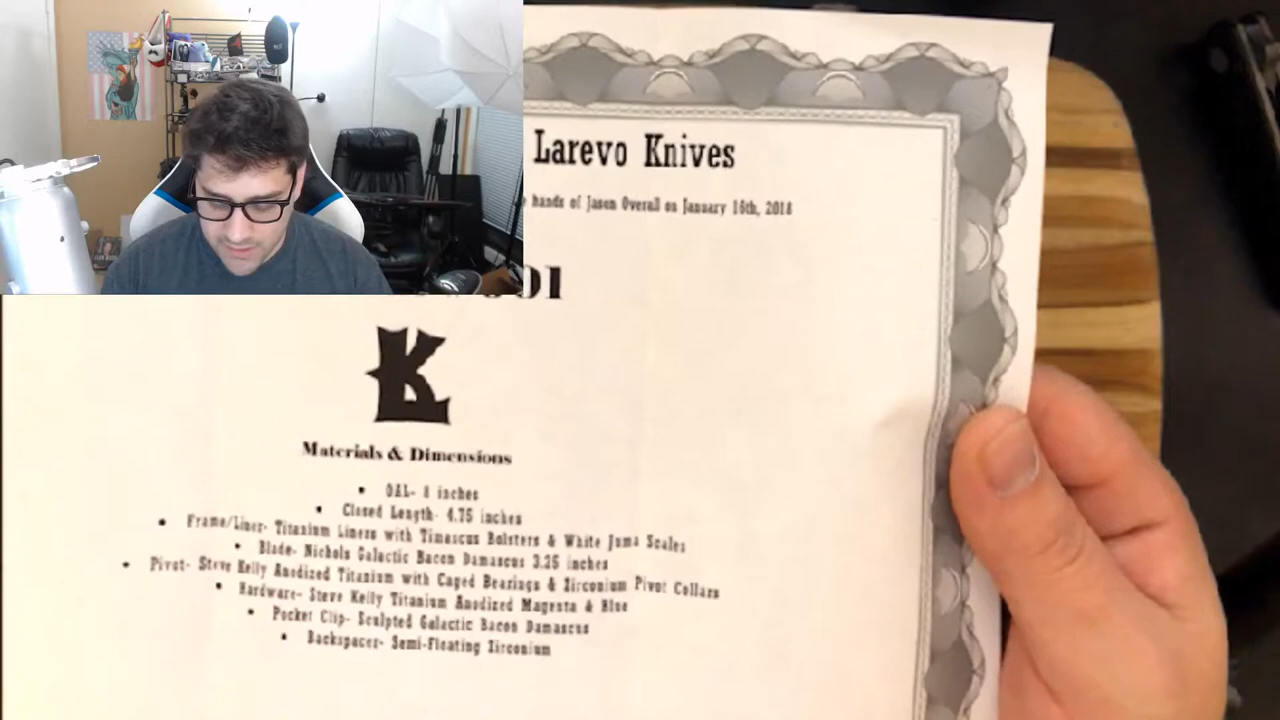 Larevo Knives
hands of Jason Overall on January 16th, 2018
001
K
Materials & Dimensions
▪ OAL- 8 inches
▪ Closed Length- 4.75 inches
▪ Frame/Liner- Titanium Liners with Timascus Bolsters & White Juma Scales
▪ Blade- Nichols Galactic Bacon Damascus 3.25 inches
▪ Pivot- Steve Kelly Anodized Titanium with Caged Bearings & Zirconium Pivot Collars
▪ Hardware- Steve Kelly Titanium Anodized Magenta & Blue
▪ Pocket Clip- Sculpted Galactic Bacon Damascus
▪ Backspacer- Semi-Floating Zirconium